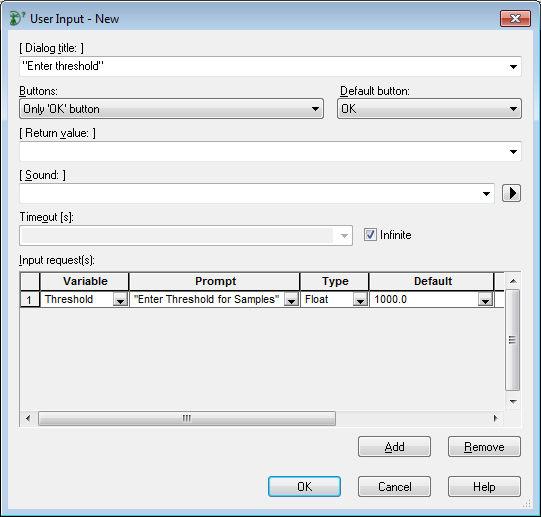 User Input - New
[ Dialog title: ]
"Enter threshold"
Buttons: Default button:
Only 'OK' button OK
[ Return value: ]
[ Sound: ]
Timeout [s]:
Infinite
Input request(s):
Variable Prompt Type Default
1 Threshold "Enter Threshold for Samples" Float 1000.0
Add Remove
OK Cancel Help